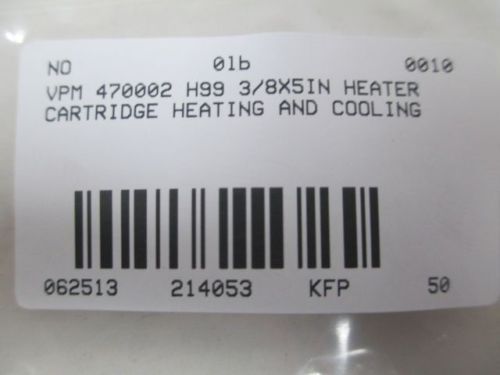 NO 0lb 0010
VPM 470002 H99 3/8X5IN HEATER
CARTRIDGE HEATING AND COOLING
062513 214053 KFP 50